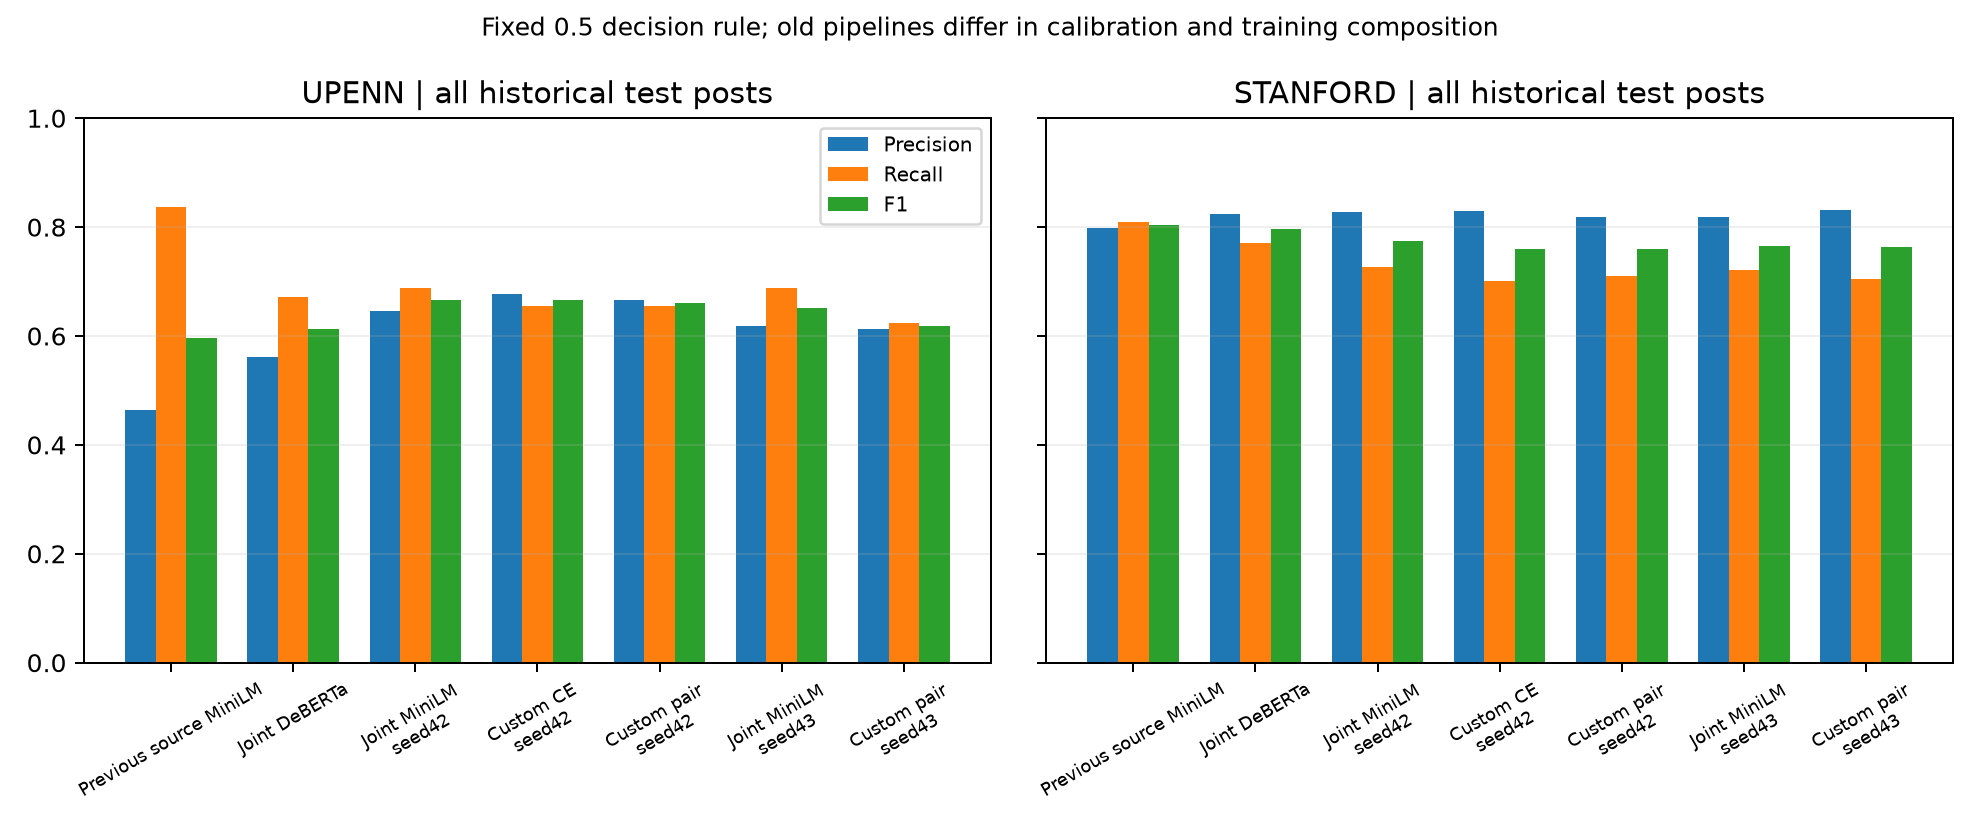 Fixed 0.5 decision rule; old pipelines differ in calibration and training composition
UPENN | all historical test posts
STANFORD | all historical test posts
1.0
0.8
0.6
0.4
0.2
0.0
Precision
Recall
F1
Previous source MiniLM
Joint DeBERTa
Joint MiniLM
seed42
Custom CE
seed42
Custom pair
seed42
Joint MiniLM
seed43
Custom pair
seed43
Previous source MiniLM
Joint DeBERTa
Joint MiniLM
seed42
Custom CE
seed42
Custom pair
seed42
Joint MiniLM
seed43
Custom pair
seed43